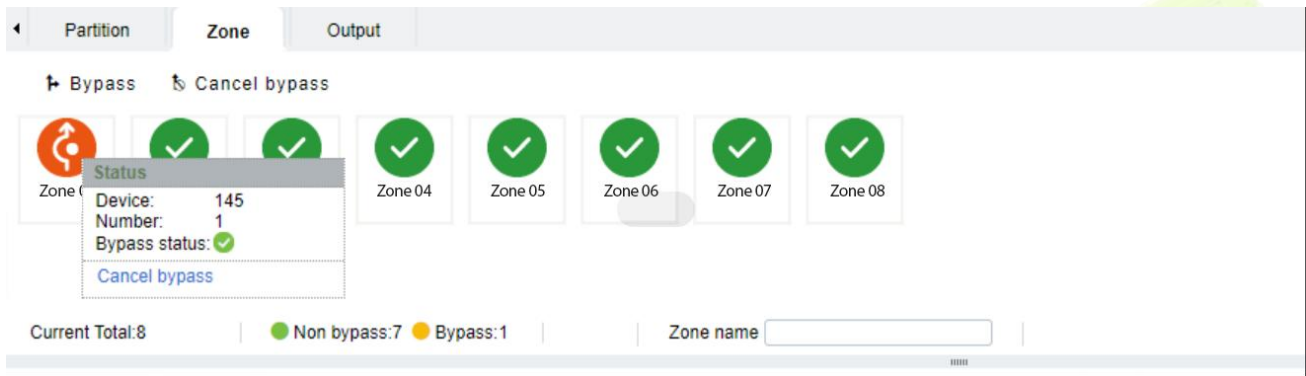 Partition Zone Output
Bypass Cancel bypass
Zone Zone 04 Zone 05 Zone 06 Zone 07 Zone 08
Status
Device: 145
Number: 1
Bypass status:
Cancel bypass
Current Total:8 Non bypass:7 Bypass:1 Zone name